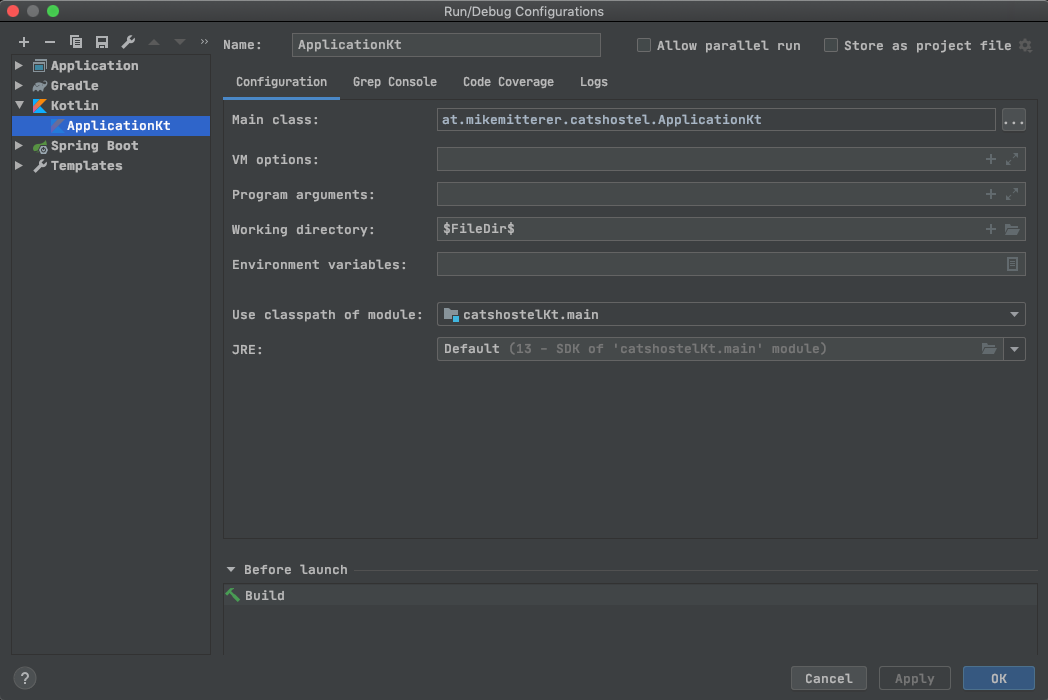 Run/Debug Configurations
Name: ApplicationKt Allow parallel run Store as project file
Application
Gradle
Kotlin
ApplicationKt
Spring Boot
Templates
Configuration Grep Console Code Coverage Logs
Main class: at.mikemitterer.catshostel.ApplicationKt ...
VM options:
Program arguments:
Working directory: $FileDir$
Environment variables:
Use classpath of module: catshostelKt.main
JRE: Default (13 - SDK of 'catshostelKt.main' module)
Before launch
Build
? Cancel Apply OK